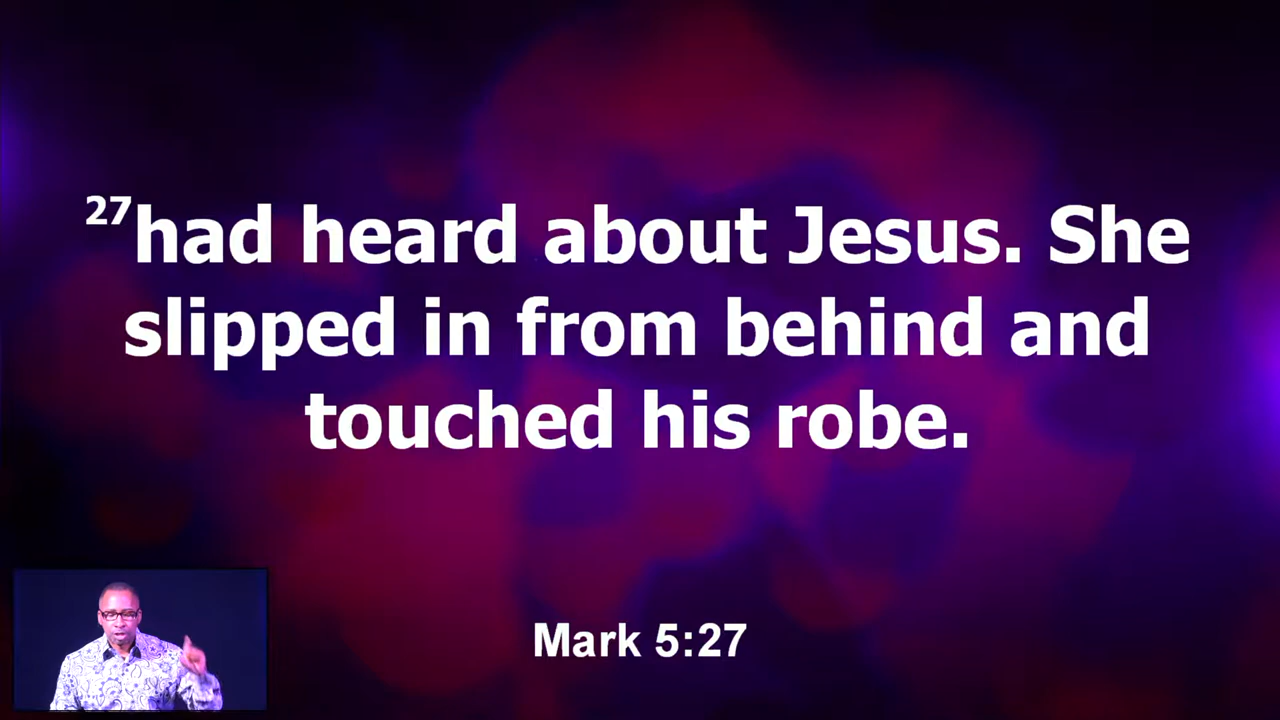 27had heard about Jesus. She
slipped in from behind and
touched his robe.
Mark 5:27